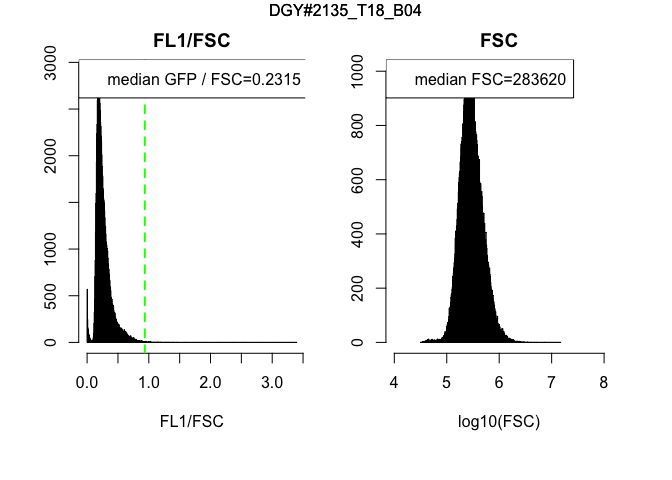 DGY#2135_T18_B04
FL1/FSC
median GFP / FSC=0.2315
0 500 1000 2000 3000
0.0 1.0 2.0 3.0
FL1/FSC
FSC
median FSC=283620
0 200 400 600 800 1000
4 5 6 7 8
log10(FSC)